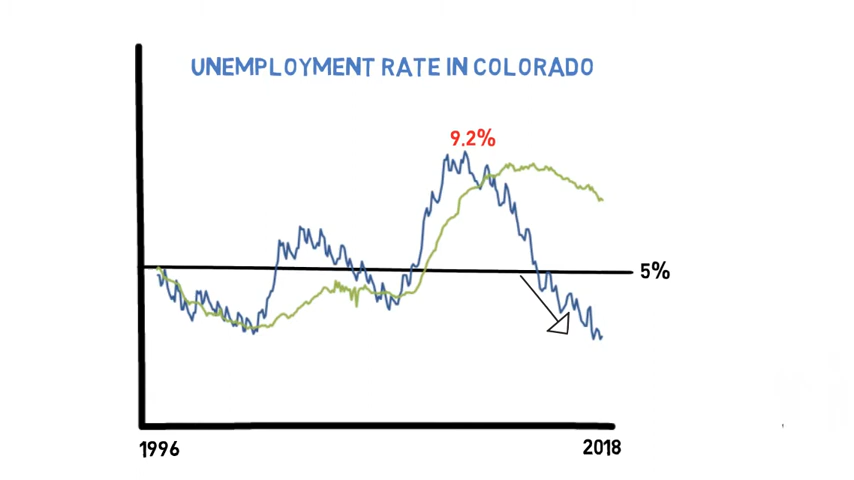 UNEMPLOYMENT RATE IN COLORADO
9.2%
5%
1996
2018